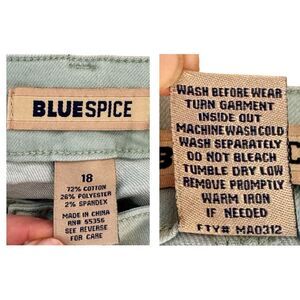 BLUESPICE
18
72% COTTON
26% POLYESTER
2% SPANDEX
MADE IN CHINA
RN# 65356
SEE REVERSE
FOR CARE
WASH BEFORE WEAR
TURN GARMENT
INSIDE OUT
MACHINE WASH COLD
WASH SEPARATELY
DO NOT BLEACH
TUMBLE DRY LOW
REMOVE PROMPTLY
WARM IRON
IF NEEDED
FTY# MA0312